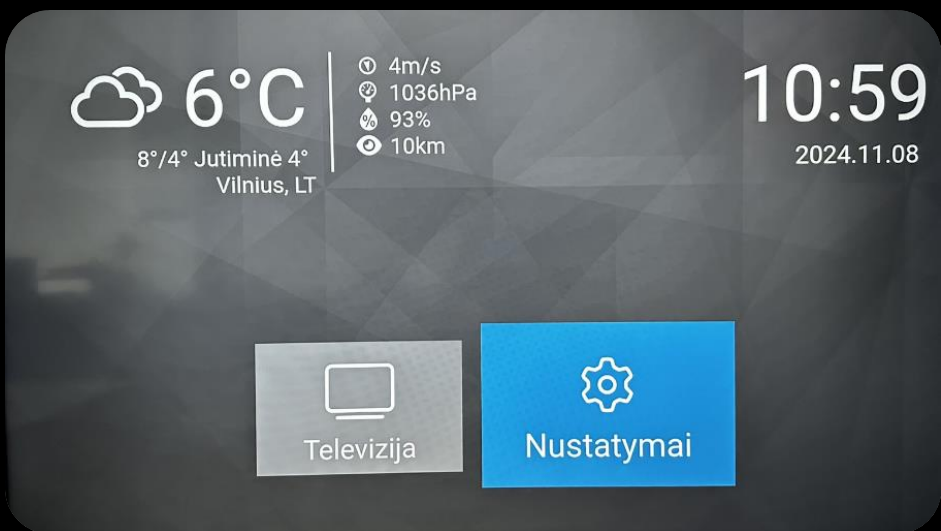 6°C
8°/4° Jutiminė 4°
Vilnius, LT
4m/s
1036hPa
93%
10km
10:59
2024.11.08
Televizija
Nustatymai